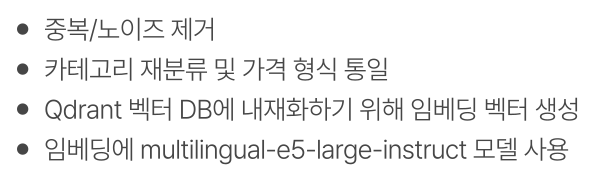 • 중복/노이즈 제거
• 카테고리 재분류 및 가격 형식 통일
• Qdrant 벡터 DB에 내재화하기 위해 임베딩 벡터 생성
• 임베딩에 multilingual-e5-large-instruct 모델 사용